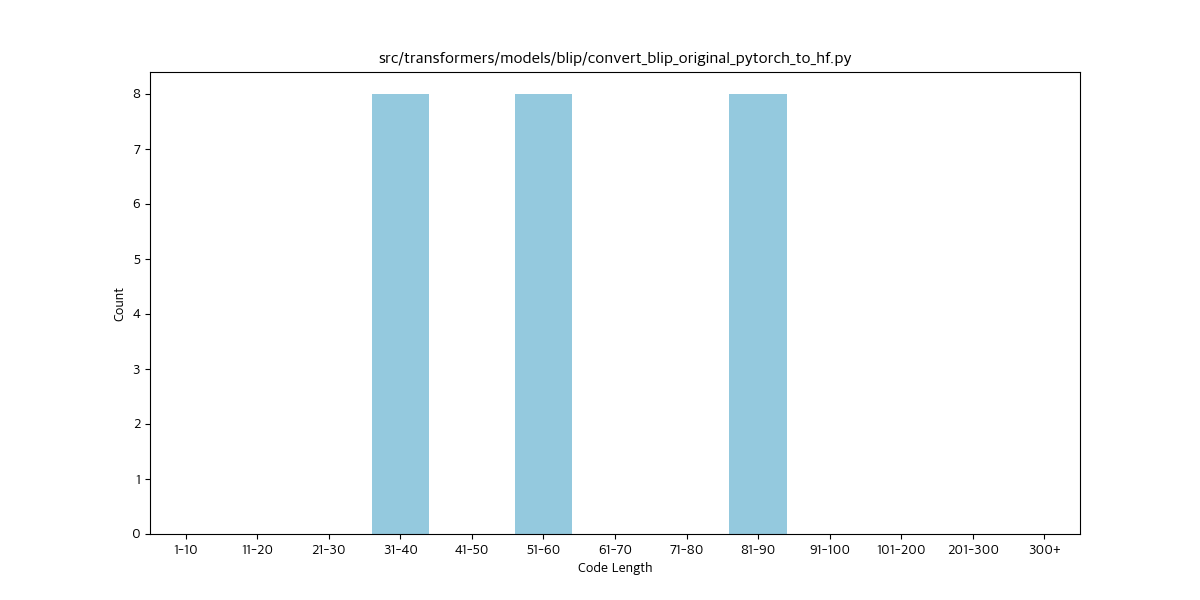 src/transformers/models/blip/convert_blip_original_pytorch_to_hf.py
8
7
6
5
4
3
2
1
0
Count
1-10 11-20 21-30 31-40 41-50 51-60 61-70 71-80 81-90 91-100 101-200 201-300 300+
Code Length